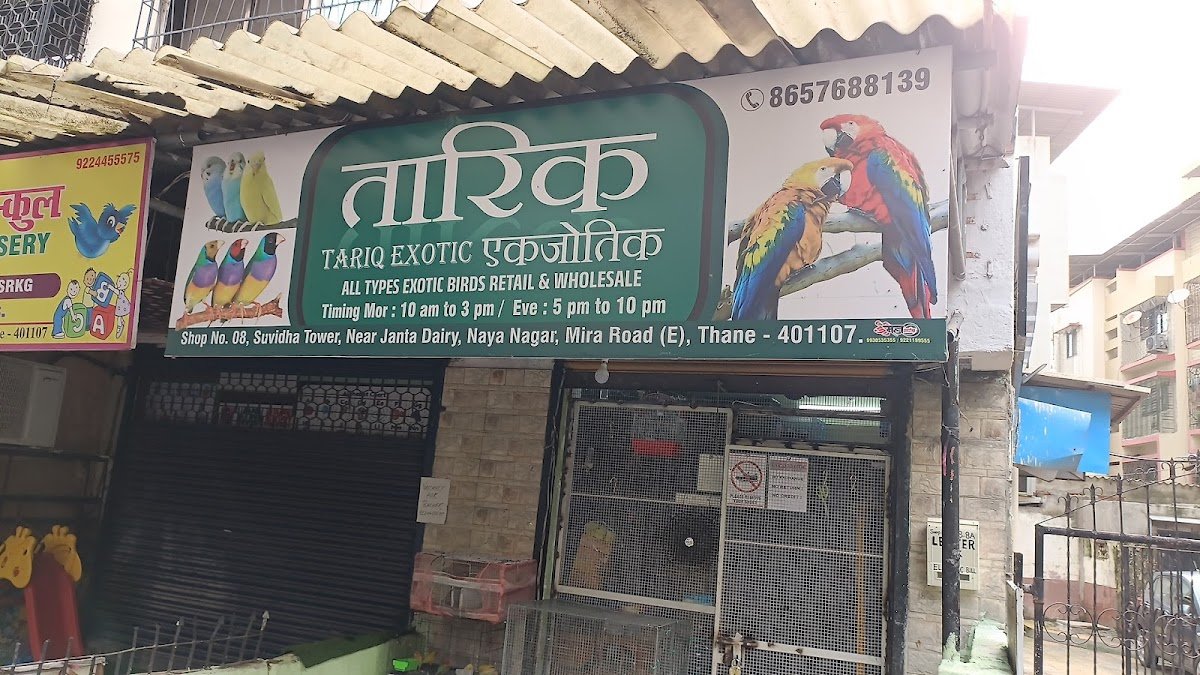 9224455575
स्कूल
SERY
SRKG
- 401107
8657688139
तारिक
TARIQ EXOTIC एकजोतिक
ALL TYPES EXOTIC BIRDS RETAIL & WHOLESALE
Timing Mor : 10 am to 3 pm / Eve : 5 pm to 10 pm
Shop No. 08, Suvidha Tower, Near Janta Dairy, Naya Nagar, Mira Road (E), Thane - 401107.